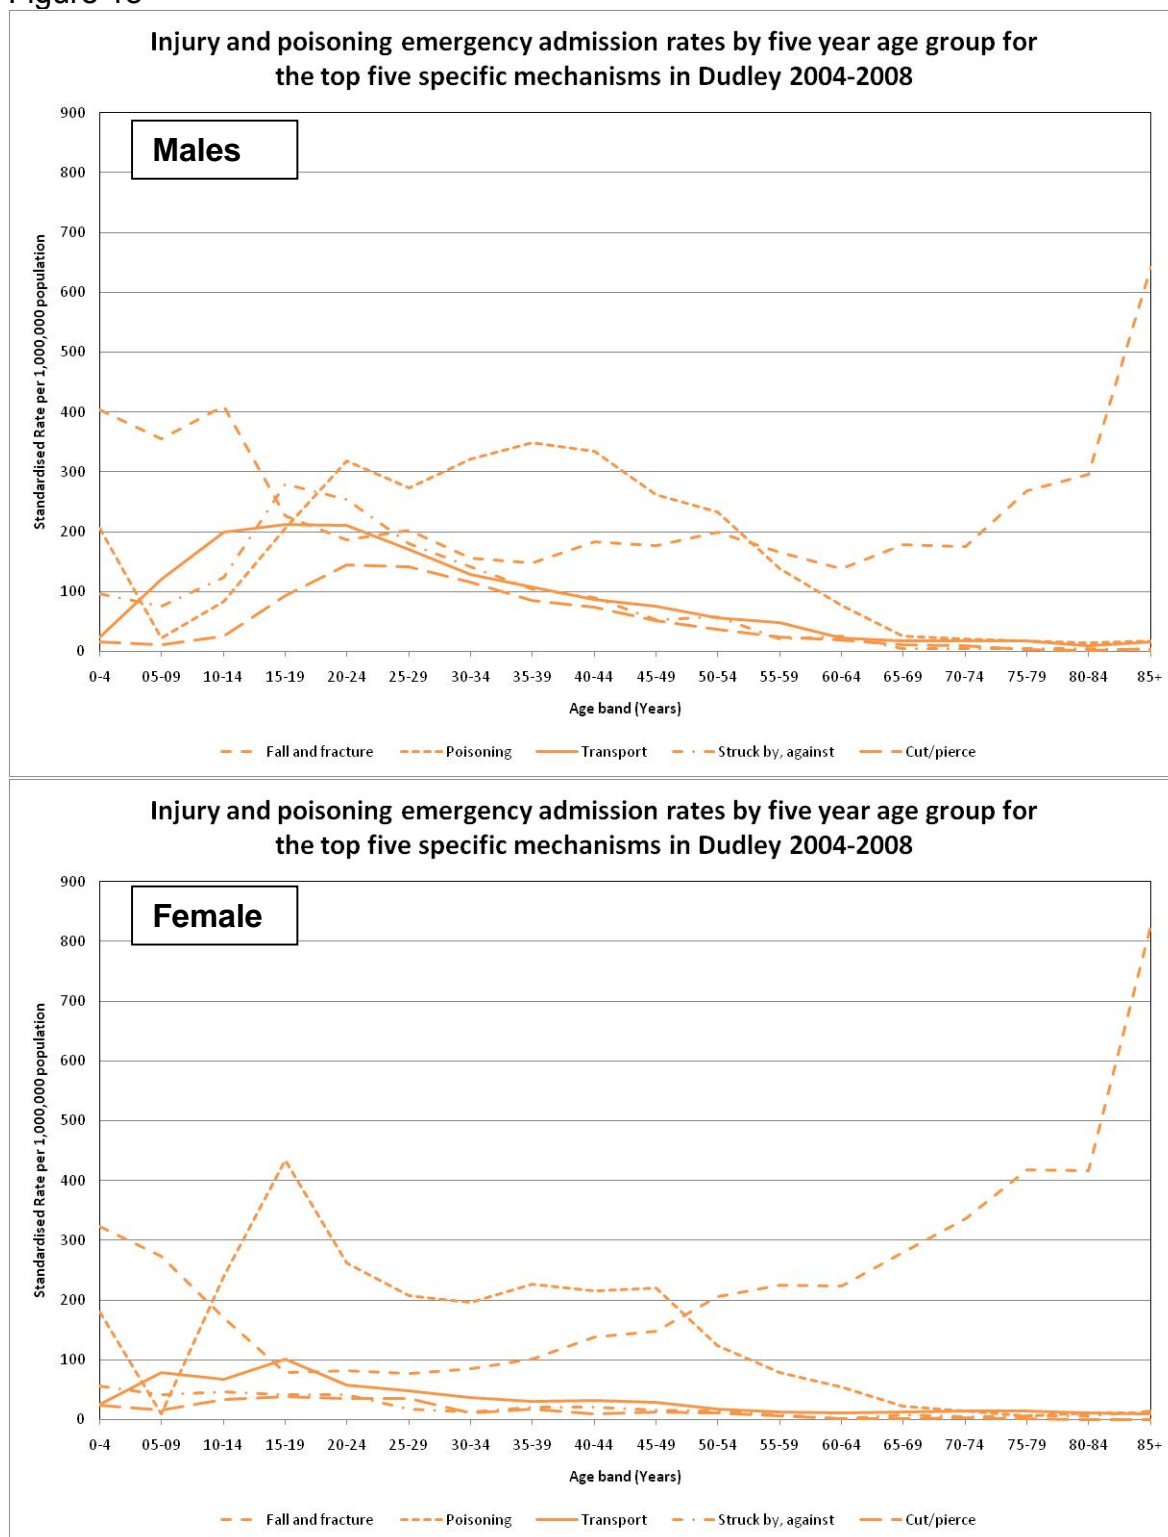 Injury and poisoning emergency admission rates by five year age group for
the top five specific mechanisms in Dudley 2004-2008
Males
Standardised Rate per 1,000,000 population
900
800
700
600
500
400
300
200
100
0
0-4 05-09 10-14 15-19 20-24 25-29 30-34 35-39 40-44 45-49 50-54 55-59 60-64 65-69 70-74 75-79 80-84 85+
Age band (Years)
Fall and fracture Poisoning Transport Struck by, against Cut/pierce
Injury and poisoning emergency admission rates by five year age group for
the top five specific mechanisms in Dudley 2004-2008
Female
Standardised Rate per 1,000,000 population
900
800
700
600
500
400
300
200
100
0
0-4 05-09 10-14 15-19 20-24 25-29 30-34 35-39 40-44 45-49 50-54 55-59 60-64 65-69 70-74 75-79 80-84 85+
Age band (Years)
Fall and fracture Poisoning Transport Struck by, against Cut/pierce